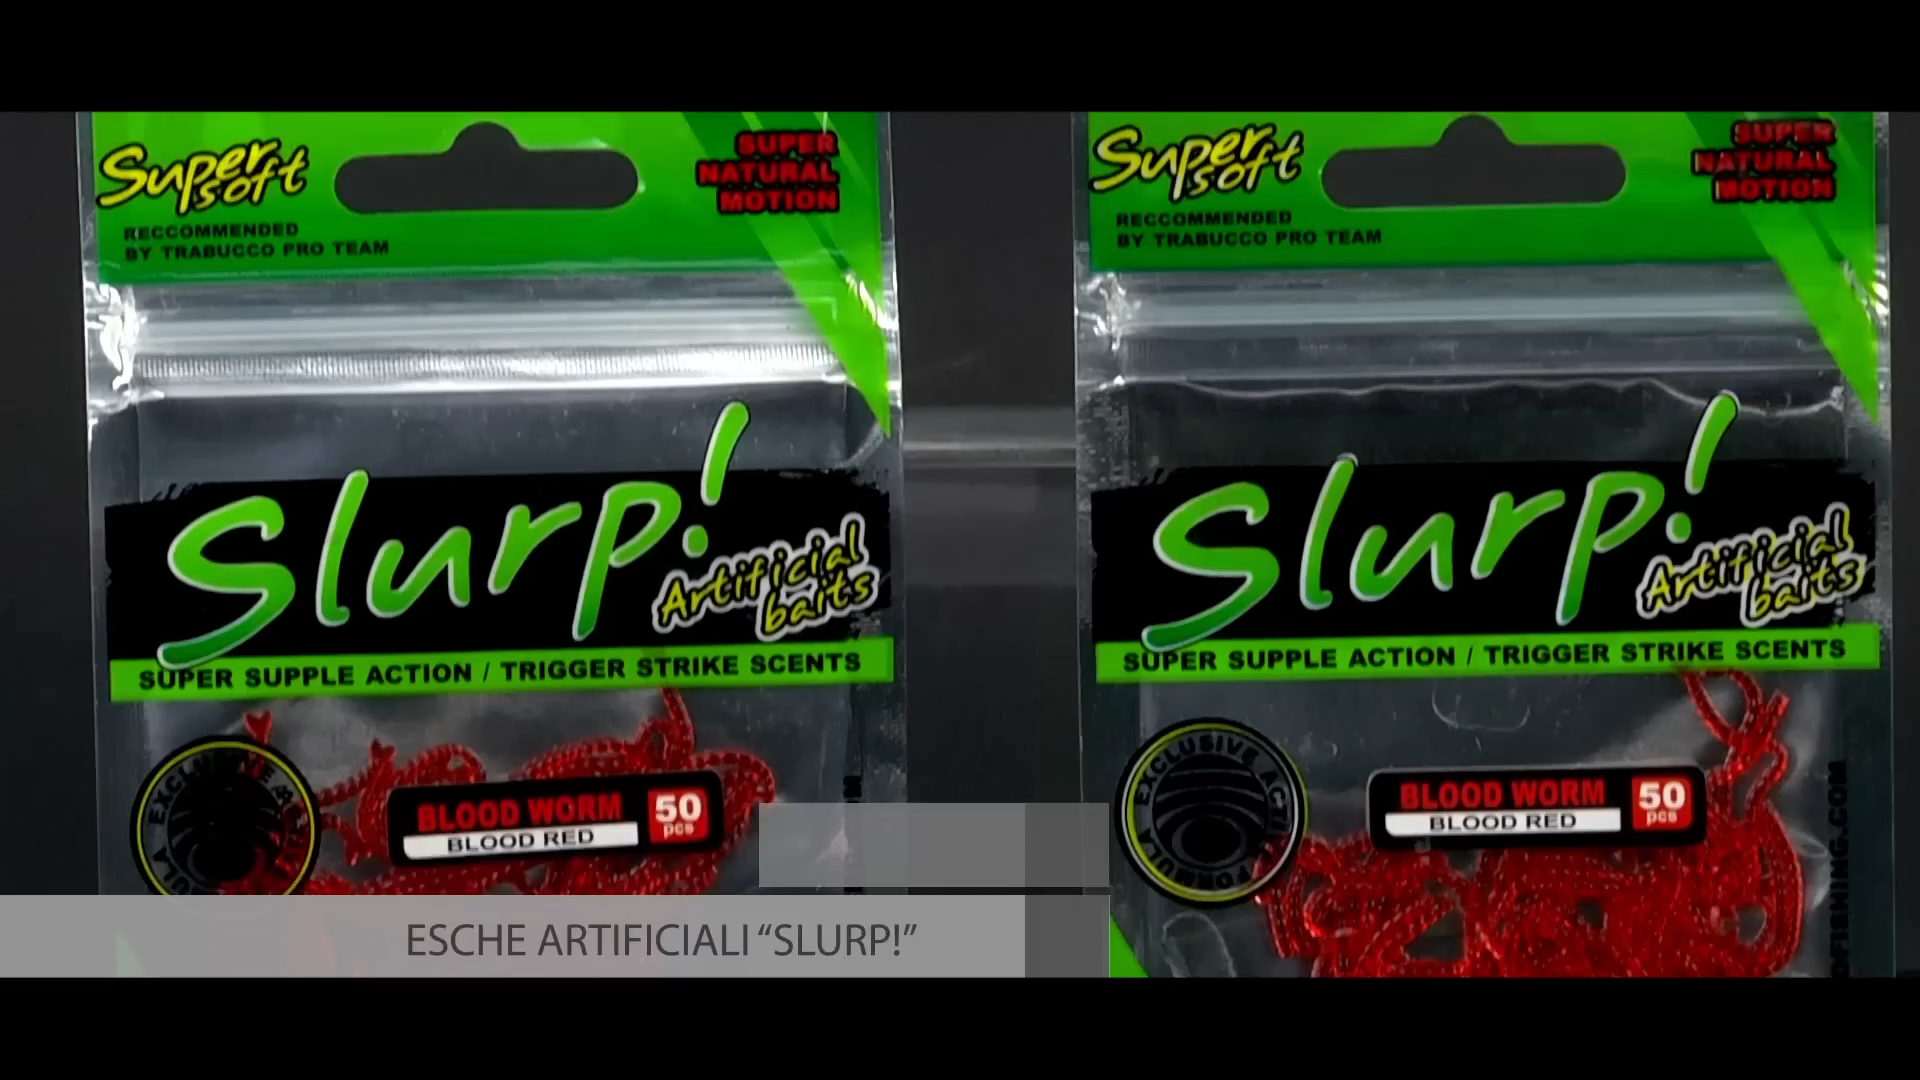 Super
soft
RECCOMMENDED
BY TRABUCCO PRO TEAM
SUPER
NATURAL
MOTION
Slurp!
Artificial
baits
SUPER SUPPLE ACTION / TRIGGER STRIKE SCENTS
BLOOD WORM
BLOOD RED
50
pcs
Super
soft
RECCOMMENDED
BY TRABUCCO PRO TEAM
SUPER
NATURAL
MOTION
Slurp!
Artificial
baits
SUPER SUPPLE ACTION / TRIGGER STRIKE SCENTS
EXCLUSIVE
FORMULA
BLOOD WORM
BLOOD RED
50
pcs
ESCHE ARTIFICIALI “SLURP!”